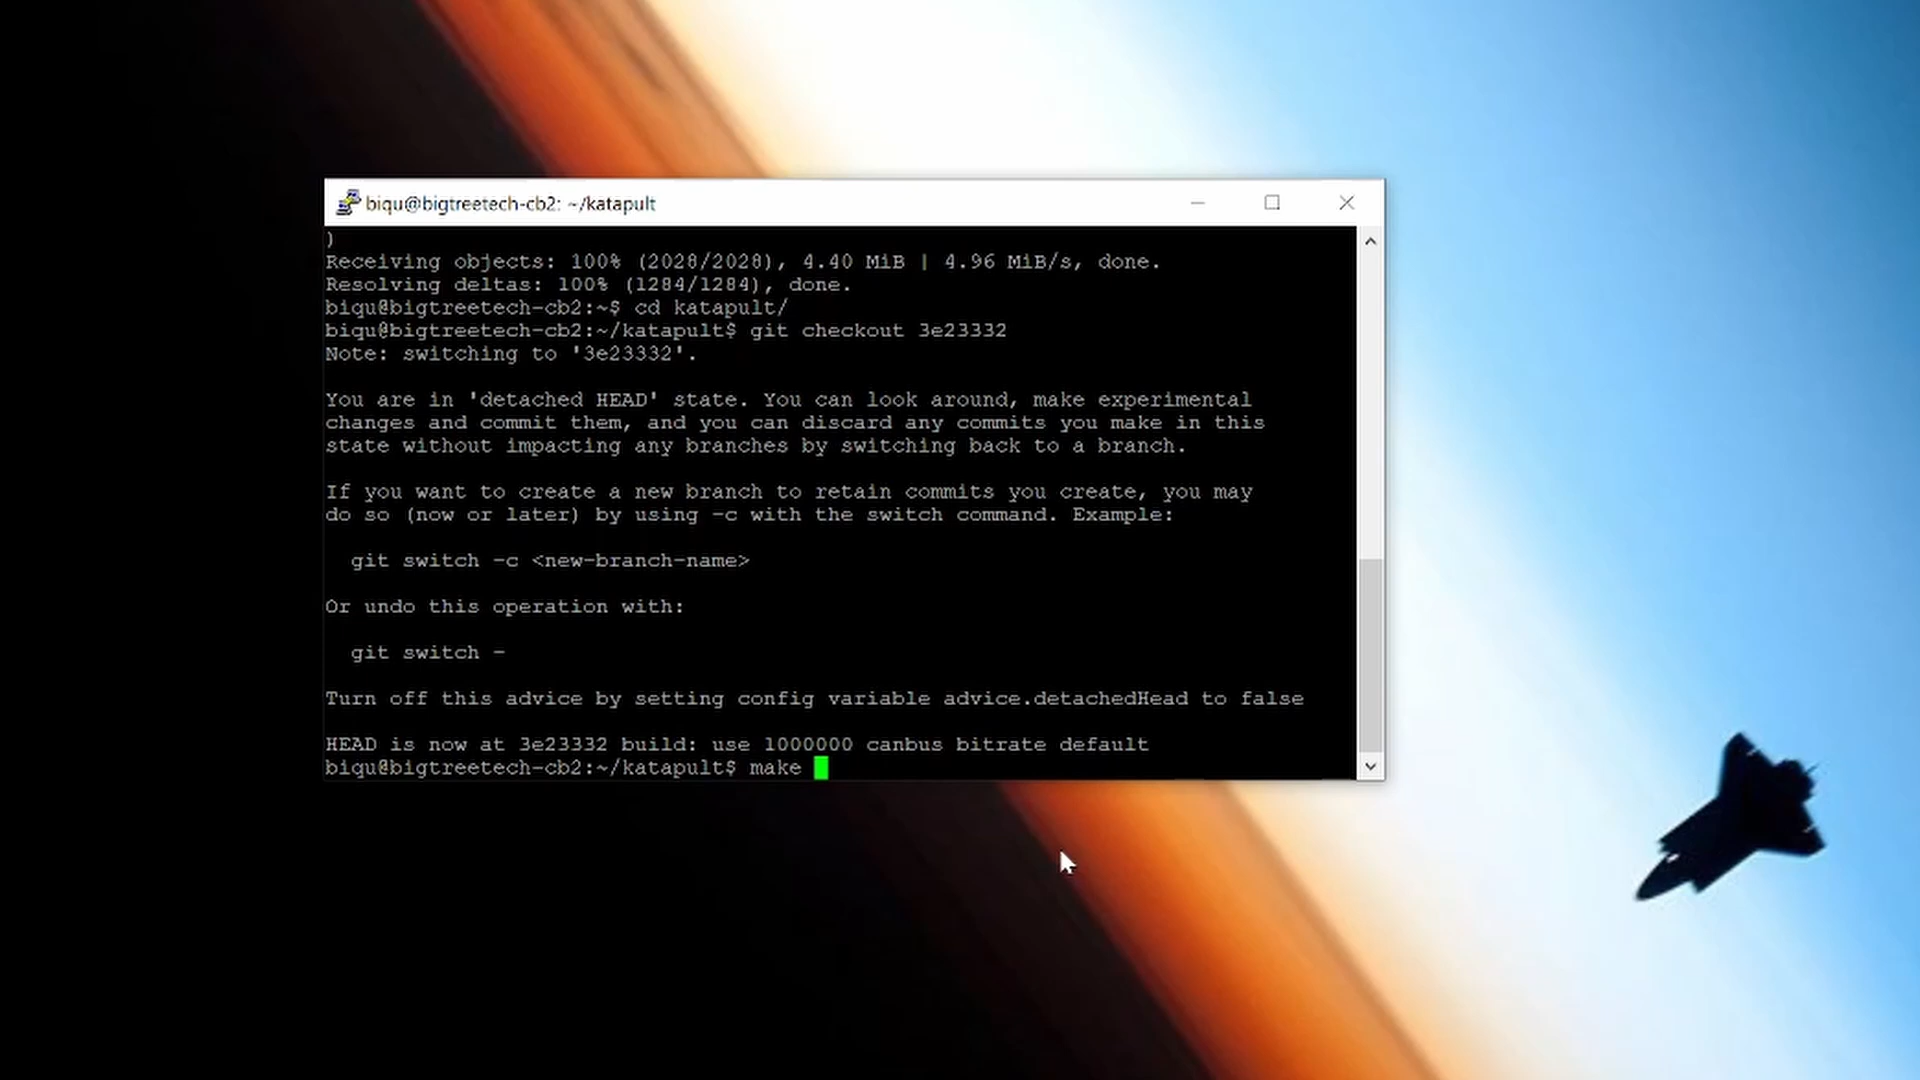 biqu@bigtreetech-cb2: ~/katapult
)
Receiving objects: 100% (2028/2028), 4.40 MiB | 4.96 MiB/s, done.
Resolving deltas: 100% (1284/1284), done.
biqu@bigtreetech-cb2:~$ cd katapult/
biqu@bigtreetech-cb2:~/katapult$ git checkout 3e23332
Note: switching to '3e23332'.
You are in 'detached HEAD' state. You can look around, make experimental
changes and commit them, and you can discard any commits you make in this
state without impacting any branches by switching back to a branch.
If you want to create a new branch to retain commits you create, you may
do so (now or later) by using -c with the switch command. Example:
git switch -c <new-branch-name>
Or undo this operation with:
git switch -
Turn off this advice by setting config variable advice.detachedHead to false
HEAD is now at 3e23332 build: use 1000000 canbus bitrate default
biqu@bigtreetech-cb2:~/katapult$ make